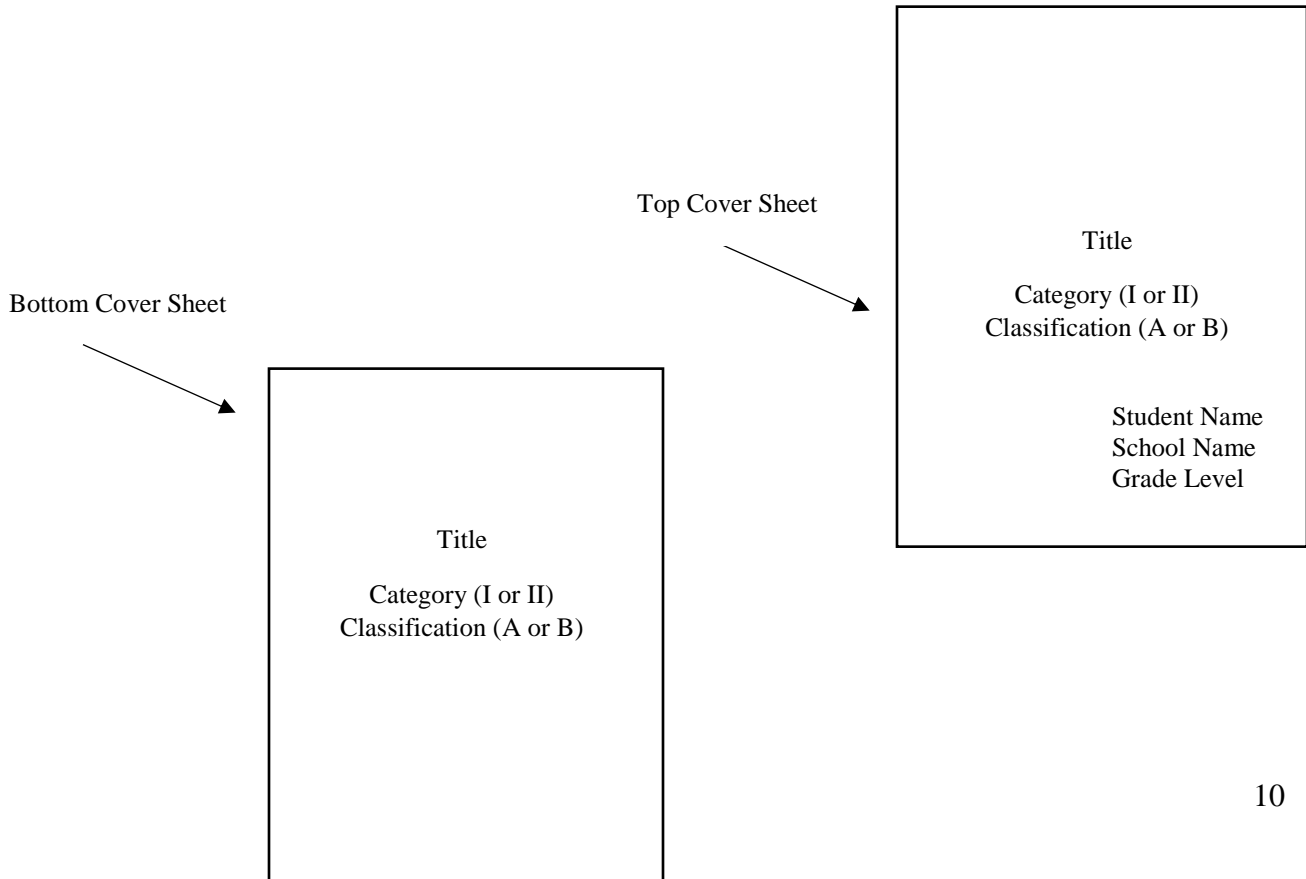 Top Cover Sheet
Title
Category (I or II)
Classification (A or B)
Student Name
School Name
Grade Level
Bottom Cover Sheet
Title
Category (I or II)
Classification (A or B)
10